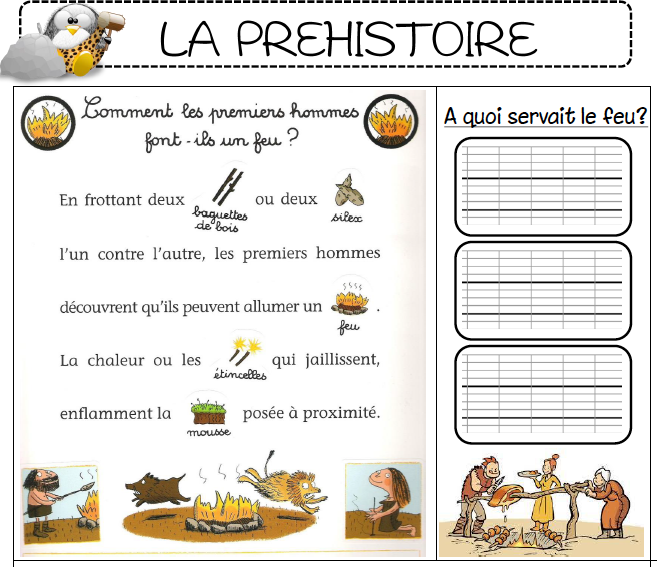 LA PREHISTOIRE
Comment les premiers hommes
font-ils un feu ?
En frottant deux baguettes de bois ou deux silex
l'un contre l'autre, les premiers hommes
découvrent qu'ils peuvent allumer un feu .
La chaleur ou les étincelles qui jaillissent,
enflamment la mousse posée à proximité.
A quoi servait le feu?